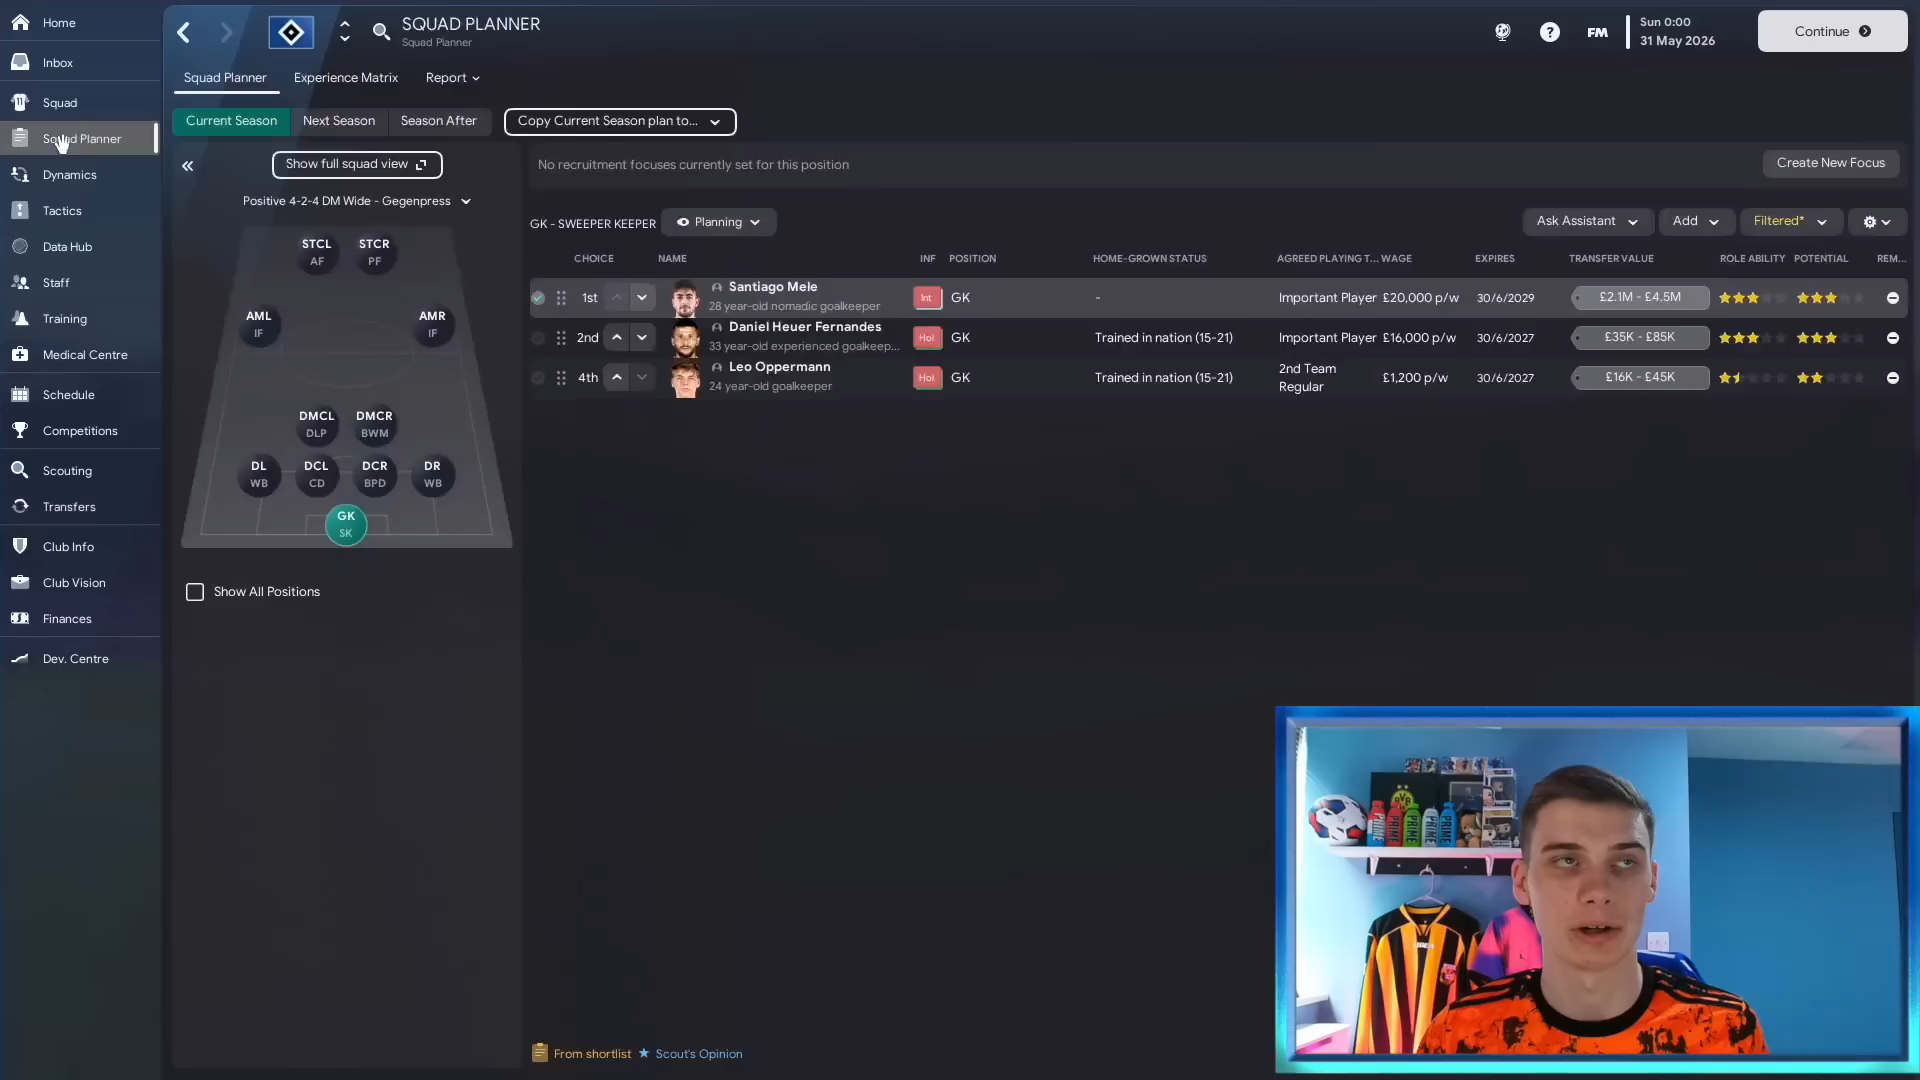 Home
Inbox
Squad
Squad Planner
Dynamics
Tactics
Data Hub
Staff
Training
Medical Centre
Schedule
Competitions
Scouting
Transfers
Club Info
Club Vision
Finances
Dev. Centre
SQUAD PLANNER
Squad Planner
FM
Sun 0:00
31 May 2026
Continue
Squad Planner Experience Matrix Report
Current Season Next Season Season After Copy Current Season plan to...
Show full squad view
Positive 4-2-4 DM Wide - Gegenpress
STCL AF
STCR PF
AML IF
AMR IF
DMCL DLP
DMCR BWM
DL WB
DCL CD
DCR BPD
DR WB
GK SK
Show All Positions
No recruitment focuses currently set for this position
Create New Focus
GK - SWEEPER KEEPER Planning Ask Assistant Add Filtered*
CHOICE NAME INF POSITION HOME-GROWN STATUS AGREED PLAYING T... WAGE EXPIRES TRANSFER VALUE ROLE ABILITY POTENTIAL REM...
1st Santiago Mele Int GK - Important Player £20,000 p/w 30/6/2029 £2.1M - £4.5M
28 year-old nomadic goalkeeper
2nd Daniel Heuer Fernandes Hol GK Trained in nation (15-21) Important Player £16,000 p/w 30/6/2027 £35K - £85K
33 year-old experienced goalkeep...
4th Leo Oppermann Hol GK Trained in nation (15-21) 2nd Team Regular £1,200 p/w 30/6/2027 £16K - £45K
24 year-old goalkeeper
From shortlist Scout's Opinion
PRIME PRIME PRIME PRIME PRIME